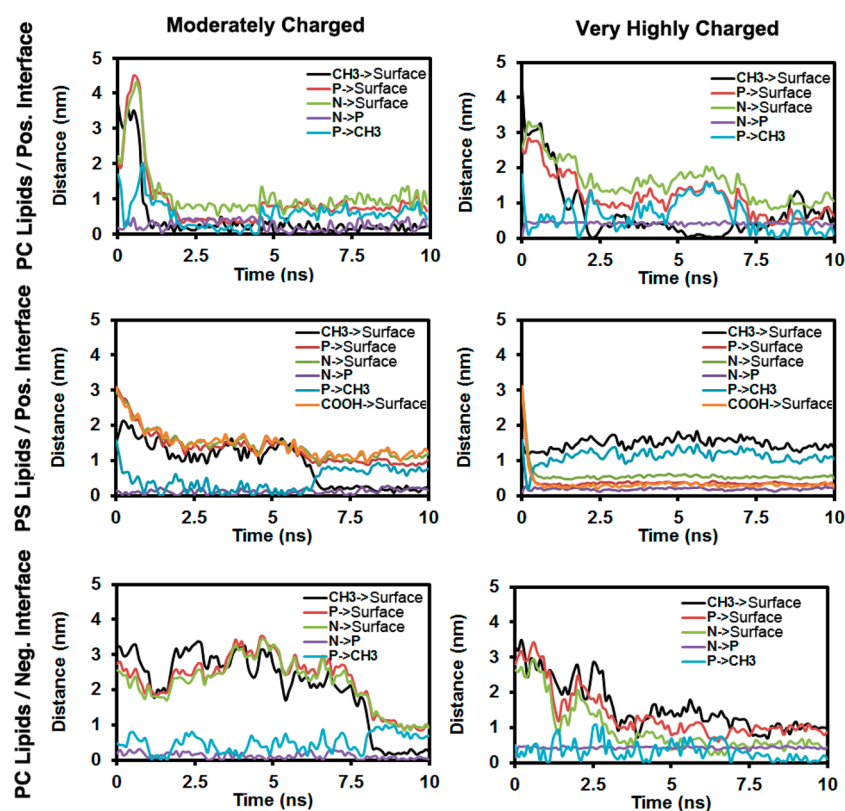 Moderately Charged
Very Highly Charged
PC Lipids / Pos. Interface
Distance (nm)
5
4
3
2
1
0
CH3->Surface
P->Surface
N->Surface
N->P
P->CH3
0
2.5
5
7.5
10
Time (ns)
Distance (nm)
5
4
3
2
1
0
CH3->Surface
P->Surface
N->Surface
N->P
P->CH3
0
2.5
5
7.5
10
Time (ns)
PS Lipids / Pos. Interface
Distance (nm)
5
4
3
2
1
0
CH3->Surface
P->Surface
N->Surface
N->P
P->CH3
COOH->Surface
0
2.5
5
7.5
10
Time (ns)
Distance (nm)
5
4
3
2
1
0
CH3->Surface
P->Surface
N->Surface
N->P
P->CH3
COOH->Surface
0
2.5
5
7.5
10
Time (ns)
PC Lipids / Neg. Interface
Distance (nm)
5
4
3
2
1
0
CH3->Surface
P->Surface
N->Surface
N->P
P->CH3
0
2.5
5
7.5
10
Time (ns)
Distance (nm)
5
4
3
2
1
0
CH3->Surface
P->Surface
N->Surface
N->P
P->CH3
0
2.5
5
7.5
10
Time (ns)